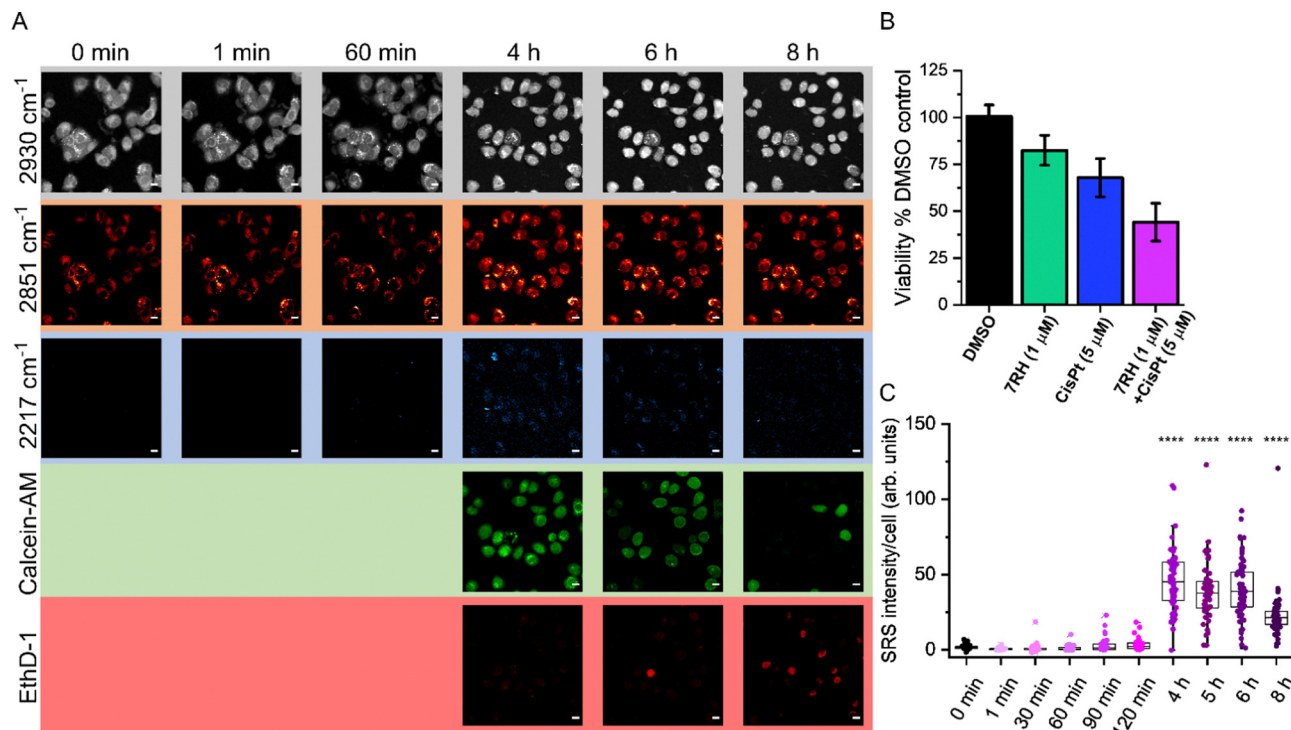 A
0 min 1 min 60 min 4 h 6 h 8 h
2930 cm⁻¹
2851 cm⁻¹
2217 cm⁻¹
Calcein-AM
EthD-1
B
Viability % DMSO control
125
100
75
50
25
0
DMSO
7RH (1 μM)
CisPt (5 μM)
7RH (1 μM)
+CisPt (5 μM)
C
SRS intensity/cell (arb. units)
150
100
50
0
**** **** **** ****
0 min
1 min
30 min
60 min
90 min
120 min
4 h
5 h
6 h
8 h